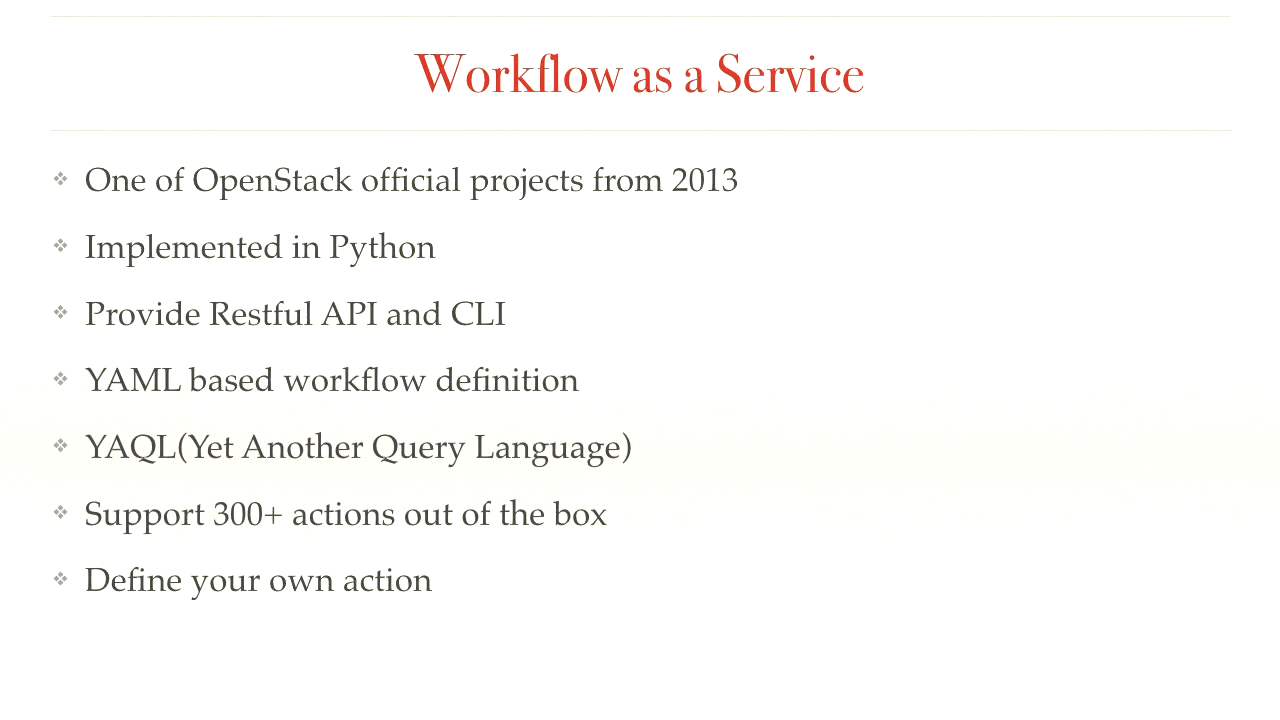 Workflow as a Service
One of OpenStack official projects from 2013
Implemented in Python
Provide Restful API and CLI
YAML based workflow definition
YAQL(Yet Another Query Language)
Support 300+ actions out of the box
Define your own action